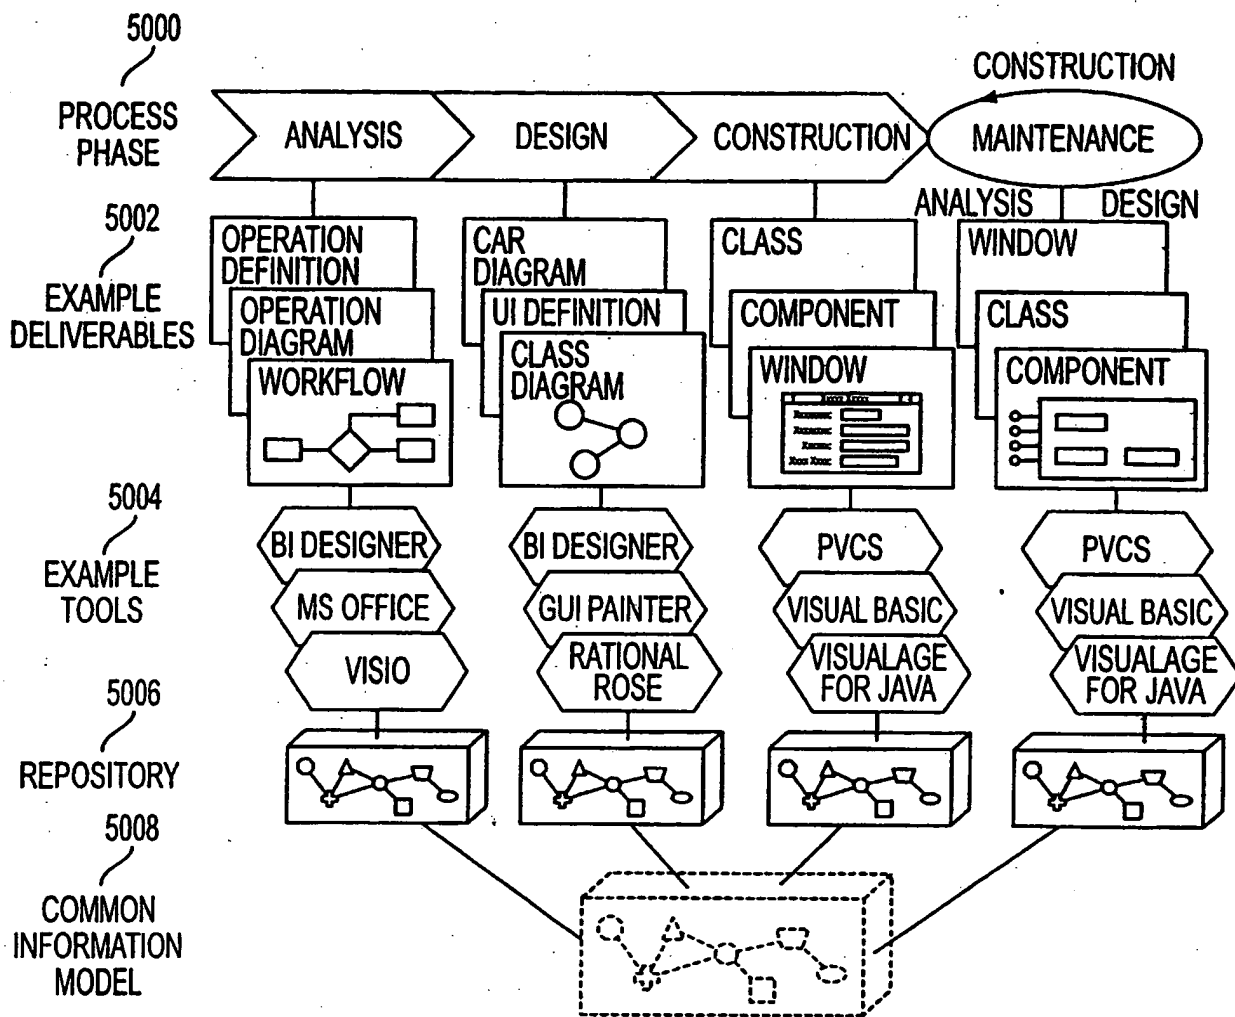 5000
PROCESS
PHASE
ANALYSIS
DESIGN
CONSTRUCTION
CONSTRUCTION
MAINTENANCE
ANALYSIS
DESIGN
5002
EXAMPLE
DELIVERABLES
OPERATION
DEFINITION
OPERATION
DIAGRAM
WORKFLOW
CAR
DIAGRAM
UI DEFINITION
CLASS
DIAGRAM
CLASS
COMPONENT
WINDOW
WINDOW
CLASS
COMPONENT
5004
EXAMPLE
TOOLS
BI DESIGNER
MS OFFICE
VISIO
BI DESIGNER
GUI PAINTER
RATIONAL
ROSE
PVCS
VISUAL BASIC
VISUALAGE
FOR JAVA
PVCS
VISUAL BASIC
VISUALAGE
FOR JAVA
5006
REPOSITORY
5008
COMMON
INFORMATION
MODEL